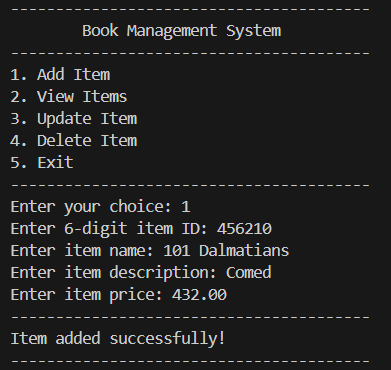 ----------------------------------------
Book Management System
----------------------------------------
1. Add Item
2. View Items
3. Update Item
4. Delete Item
5. Exit
----------------------------------------
Enter your choice: 1
Enter 6-digit item ID: 456210
Enter item name: 101 Dalmatians
Enter item description: Comed
Enter item price: 432.00
----------------------------------------
Item added successfully!
----------------------------------------